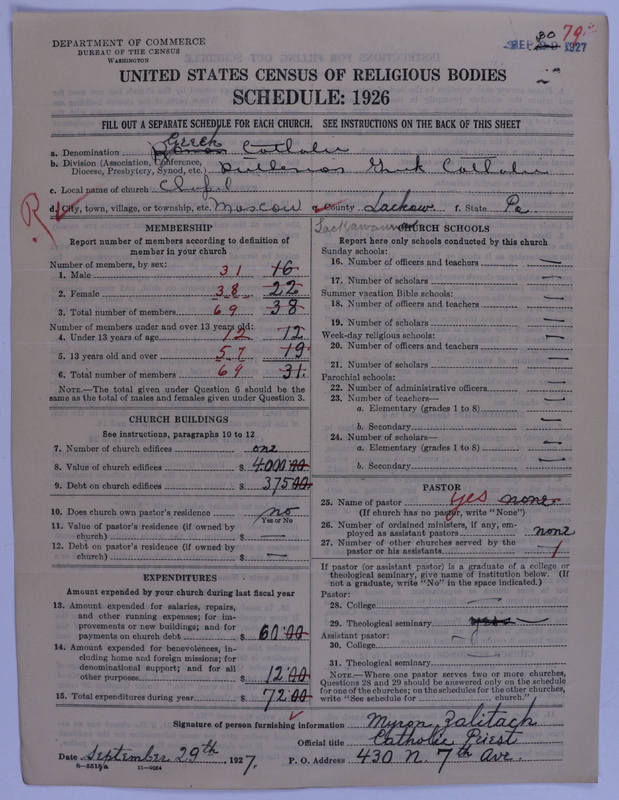 DEPARTMENT OF COMMERCE
BUREAU OF THE CENSUS
WASHINGTON
80 79
1927
UNITED STATES CENSUS OF RELIGIOUS BODIES
SCHEDULE: 1926
FILL OUT A SEPARATE SCHEDULE FOR EACH CHURCH. SEE INSTRUCTIONS ON THE BACK OF THIS SHEET
a. Denomination Greek Catholic
b. Division (Association, Conference, Diocese, Presbytery, Synod, etc.) Greek Catholic
c. Local name of church Chapel
d. City, town, village, or township, etc. Moscow e. County Lackow. f. State Pa
R
Lackawanna
MEMBERSHIP
Report number of members according to definition of
member in your church
Number of members, by sex:
1. Male 31 16
2. Female 38 22
3. Total number of members 69 38
Number of members under and over 13 years old:
4. Under 13 years of age 12 12
5. 13 years old and over 57 19
6. Total number of members 69 31
NOTE.—The total given under Question 6 should be
same as the total of males and females given under Question 3.
CHURCH BUILDINGS
See instructions, paragraphs 10 to 12
7. Number of church edifices one
8. Value of church edifices $ 4000 00
9. Debt on church edifices $ 375 00
10. Does church own pastor's residence no
Yes or No
11. Value of pastor's residence (if owned by
church) $ —
12. Debt on pastor's residence (if owned by
church) $ —
EXPENDITURES
Amount expended by your church during last fiscal year
13. Amount expended for salaries, repairs,
and other running expenses; for im-
provements or new buildings; and for
payments on church debt $ 60.00
14. Amount expended for benevolences, in-
cluding home and foreign missions; for
denominational support; and for all
other purposes $ 12.00
15. Total expenditures during year $ 72.00
CHURCH SCHOOLS
Report here only schools conducted by this church
Sunday schools:
16. Number of officers and teachers —
17. Number of scholars —
Summer vacation Bible schools:
18. Number of officers and teachers —
19. Number of scholars —
Week-day religious schools:
20. Number of officers and teachers —
21. Number of scholars —
Parochial schools:
22. Number of administrative officers —
23. Number of teachers—
a. Elementary (grades 1 to 8) —
b. Secondary —
24. Number of scholars—
a. Elementary (grades 1 to 8) —
b. Secondary —
PASTOR
25. Name of pastor yes none
(If church has no pastor, write "None")
26. Number of ordained ministers, if any, em-
ployed as assistant pastors none
27. Number of other churches served by the
pastor or his assistants 1
If pastor (or assistant pastor) is a graduate of a college or
theological seminary, give name of institution below. (If
not a graduate, write "No" in the space indicated.)
Pastor:
28. College —
29. Theological seminary yes —
Assistant pastor:
30. College —
31. Theological seminary —
NOTE.—Where one pastor serves two or more churches,
Questions 28 and 29 should be answered only on the schedule
for one of the churches; on the schedules for the other churches,
write "See schedule for church."
Signature of person furnishing information Myron Zalitach
Official title Catholic Priest
Date September 29th, 1927. P. O. Address 430 N. 7th Ave.
11—9084